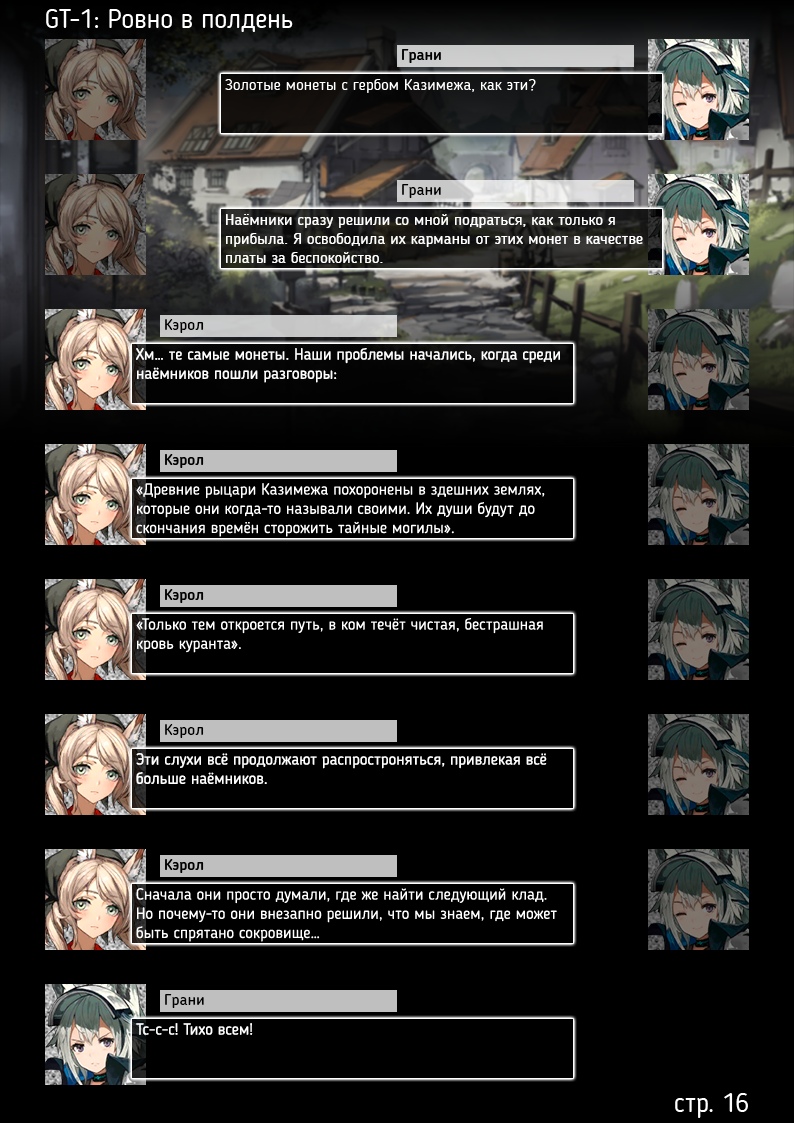 GT-1: Ровно в полдень
Грани
Золотые монеты с гербом Казимежа, как эти?
Грани
Наёмники сразу решили со мной подраться, как только я
прибыла. Я освободила их карманы от этих монет в качестве
платы за беспокойство.
Кэрол
Хм... те самые монеты. Наши проблемы начались, когда среди
наёмников пошли разговоры:
Кэрол
«Древние рыцари Казимежа похоронены в здешних землях,
которые они когда-то называли своими. Их души будут до
скончания времён сторожить тайные могилы».
Кэрол
«Только тем откроется путь, в ком течёт чистая, бестрашная
кровь куранта».
Кэрол
Эти слухи всё продолжают распростроняться, привлекая всё
больше наёмников.
Кэрол
Сначала они просто думали, где же найти следующий клад.
Но почему-то они внезапно решили, что мы знаем, где может
быть спрятано сокровище...
Грани
Тс-с-с! Тихо всем!
стр. 16